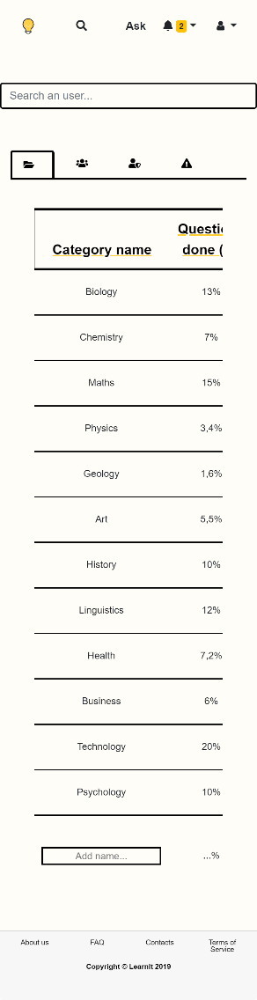 Ask 2
Search an user...
Category name
done (
Biology 13%
Chemistry 7%
Maths 15%
Physics 3,4%
Geology 1,6%
Art 5,5%
History 10%
Linguistics 12%
Health 7,2%
Business 6%
Technology 20%
Psychology 10%
Add name... ...%
About us FAQ Contacts Terms of
Service
Copyright © LearnIt 2019